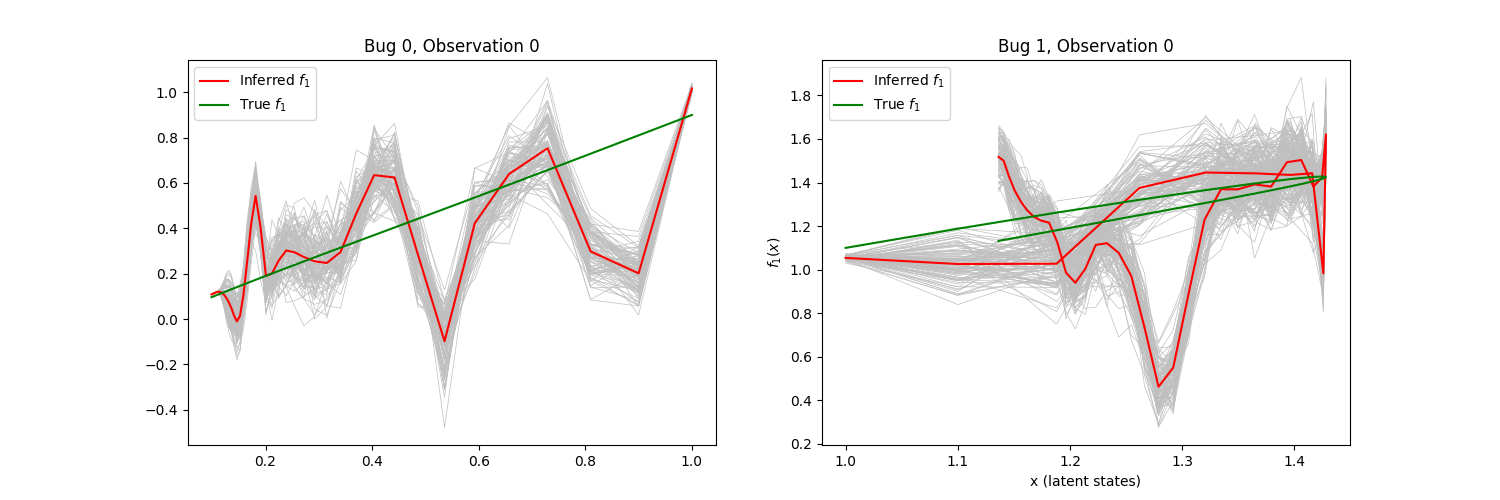 Bug 0, Observation 0
Inferred f₁
True f₁
1.0
0.8
0.6
0.4
0.2
0.0
−0.2
−0.4
0.2 0.4 0.6 0.8 1.0
Bug 1, Observation 0
Inferred f₁
True f₁
f₁(x)
1.8
1.6
1.4
1.2
1.0
0.8
0.6
0.4
0.2
1.0 1.1 1.2 1.3 1.4
x (latent states)